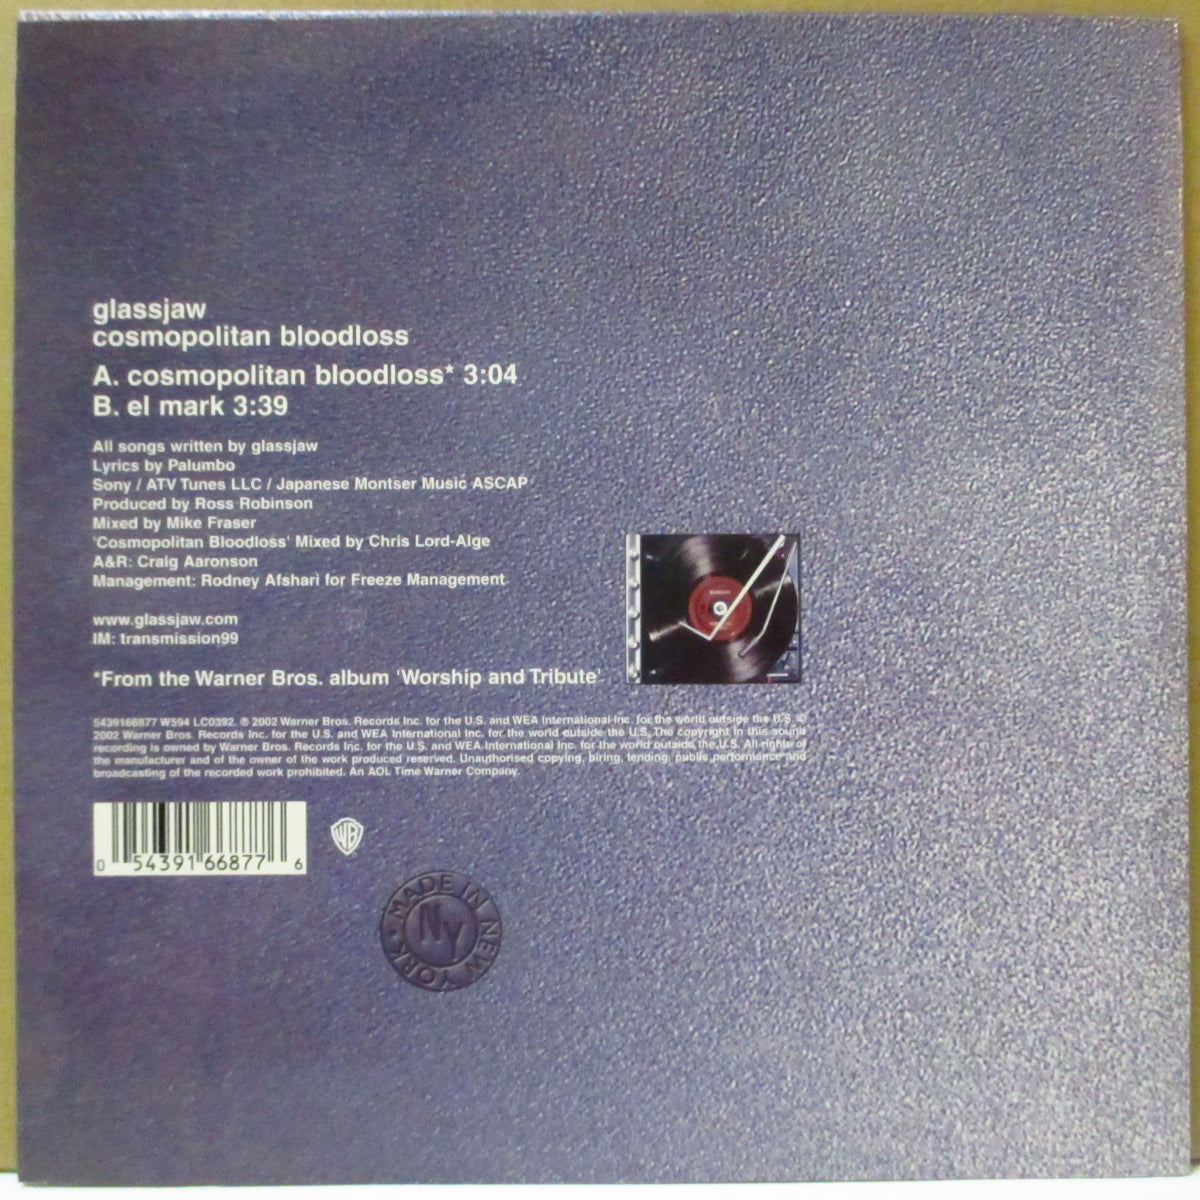 glassjaw
cosmopolitan bloodloss
A. cosmopolitan bloodloss* 3:04
B. el mark 3:39
All songs written by glassjaw
Lyrics by Palumbo
Sony / ATV Tunes LLC / Japanese Montser Music ASCAP
Produced by Ross Robinson
Mixed by Mike Fraser
'Cosmopolitan Bloodloss' Mixed by Chris Lord-Alge
A&R: Craig Aaronson
Management: Rodney Afshari for Freeze Management
www.glassjaw.com
IM: transmission99
*From the Warner Bros. album 'Worship and Tribute'
GLASSJAW
5439166877 W594 LC0392. ℗ 2002 Warner Bros. Records Inc. for the U.S. and WEA International Inc. for the world outside the U.S. ©
2002 Warner Bros. Records Inc. for the U.S. and WEA International Inc. for the world outside the U.S. The copyright in this sound
recording is owned by Warner Bros. Records Inc. for the U.S. and WEA International Inc. for the world outside the U.S. All rights of
the manufacturer and of the owner of the work produced reserved. Unauthorised copying, hiring, lending, public performance and
broadcasting of the recorded work prohibited. An AOL Time Warner Company.
0 54391 66877 6
WB
MADE IN NEW YORK
NY